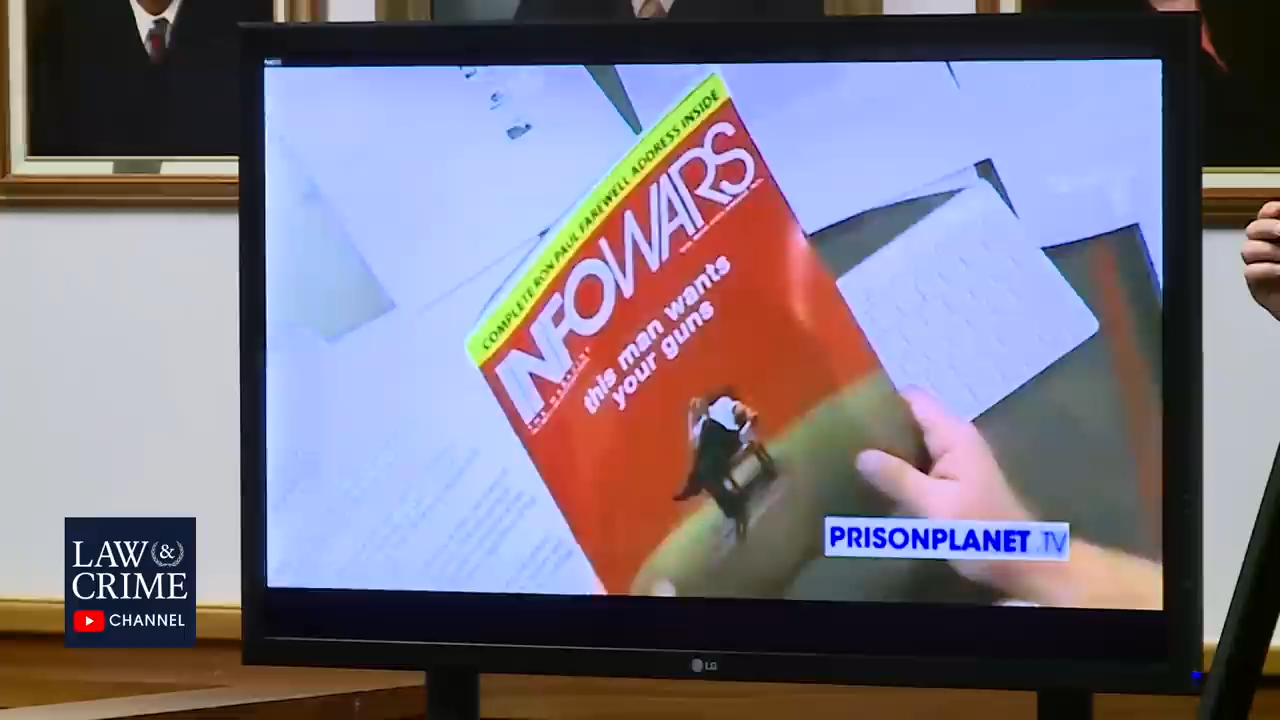 COMPLETE RON PAUL FAREWELL ADDRESS INSIDE
INFOWARS
this man wants
your guns
PRISONPLANET.TV
LAW &
CRIME
CHANNEL
LG